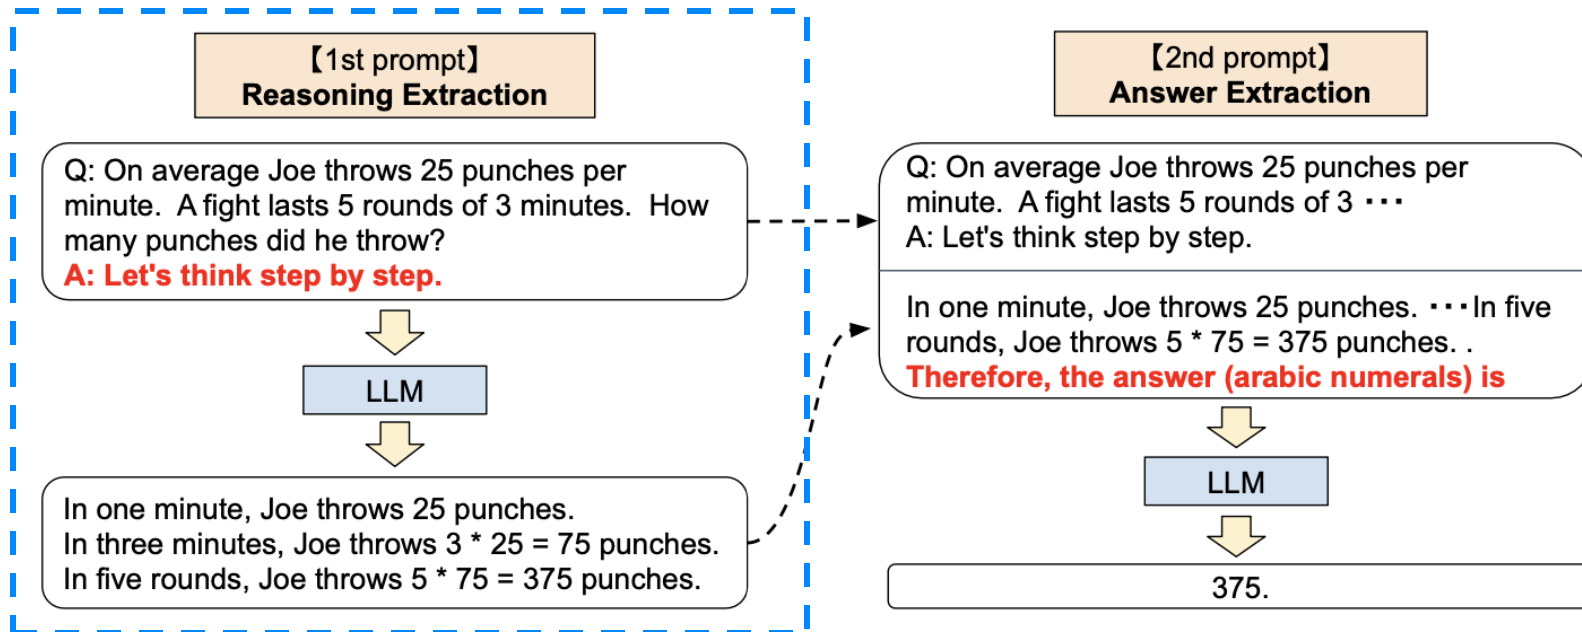 【1st prompt】
Reasoning Extraction
Q: On average Joe throws 25 punches per
minute.  A fight lasts 5 rounds of 3 minutes.  How
many punches did he throw?
A: Let's think step by step.
LLM
In one minute, Joe throws 25 punches.
In three minutes, Joe throws 3 * 25 = 75 punches.
In five rounds, Joe throws 5 * 75 = 375 punches.
【2nd prompt】
Answer Extraction
Q: On average Joe throws 25 punches per
minute.  A fight lasts 5 rounds of 3 ･･･
A: Let's think step by step.
In one minute, Joe throws 25 punches. ･･･In five
rounds, Joe throws 5 * 75 = 375 punches. .
Therefore, the answer (arabic numerals) is
LLM
375.